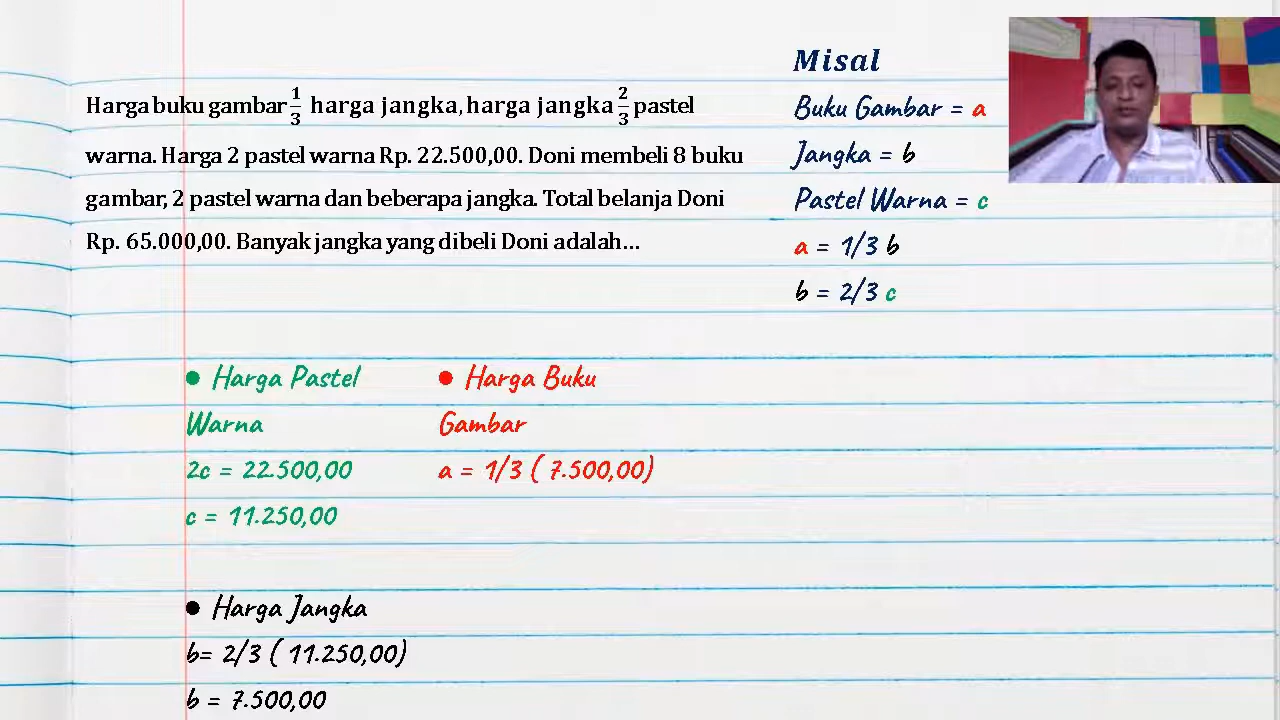 Harga buku gambar 1/3 harga jangka, harga jangka 2/3 pastel
warna. Harga 2 pastel warna Rp. 22.500,00. Doni membeli 8 buku
gambar, 2 pastel warna dan beberapa jangka. Total belanja Doni
Rp. 65.000,00. Banyak jangka yang dibeli Doni adalah...
Misal
Buku Gambar = a
Jangka = b
Pastel Warna = c
a = 1/3 b
b = 2/3 c
● Harga Pastel
Warna
2c = 22.500,00
c = 11.250,00
● Harga Buku
Gambar
a = 1/3 ( 7.500,00)
● Harga Jangka
b= 2/3 ( 11.250,00)
b = 7.500,00